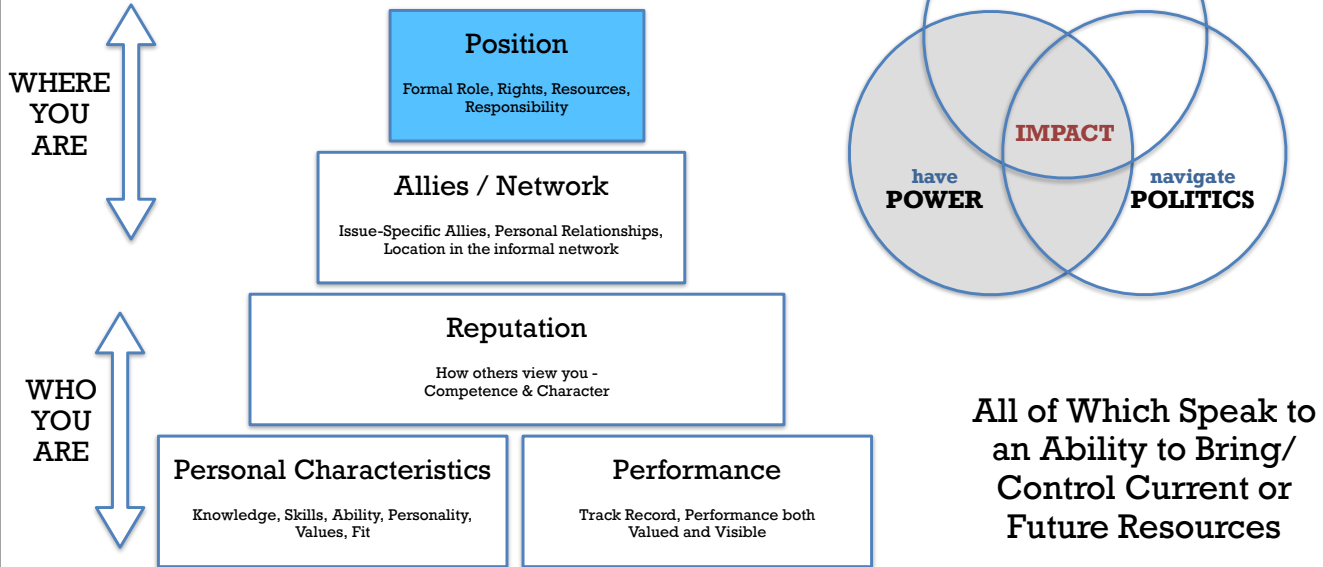 WHERE
YOU
ARE
Position
Formal Role, Rights, Resources,
Responsibility
Allies / Network
Issue-Specific Allies, Personal Relationships,
Location in the informal network
WHO
YOU
ARE
Reputation
How others view you -
Competence & Character
Personal Characteristics
Knowledge, Skills, Ability, Personality,
Values, Fit
Performance
Track Record, Performance both
Valued and Visible
IMPACT
have
POWER
navigate
POLITICS
All of Which Speak to
an Ability to Bring/
Control Current or
Future Resources